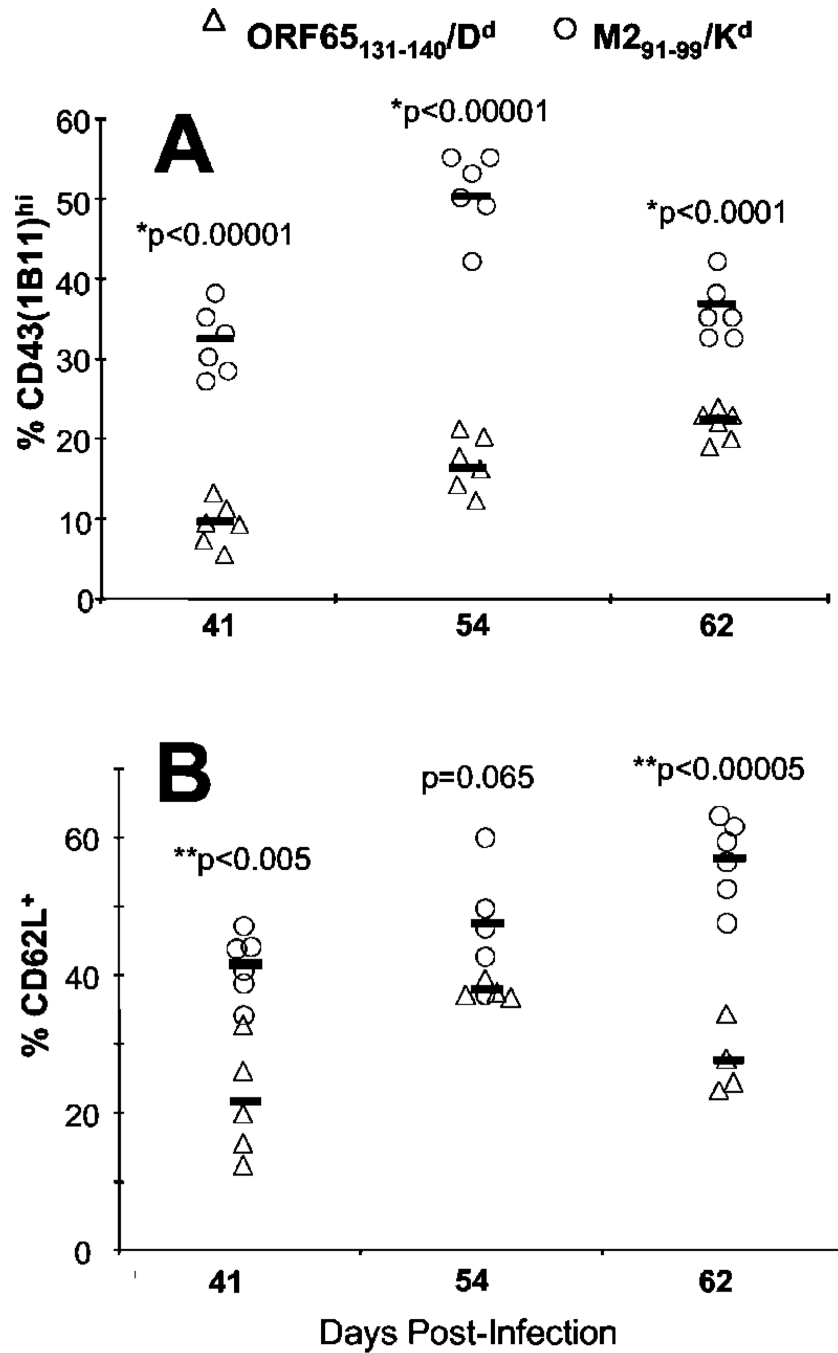 △ ORF65131-140/Dd ○ M291-99/Kd
A
*p<0.00001
*p<0.00001
*p<0.0001
% CD43(1B11)hi
60
50
40
30
20
10
0
41 54 62
B
**p<0.005
p=0.065
**p<0.00005
% CD62L+
60
40
20
0
41 54 62
Days Post-Infection